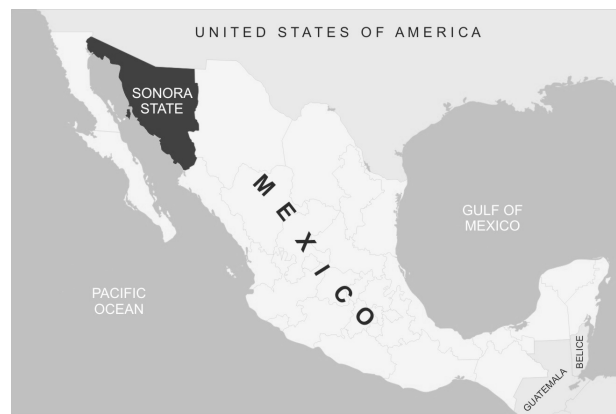 UNITED STATES OF AMERICA
SONORA
STATE
MEXICO
GULF OF
MEXICO
PACIFIC
OCEAN
GUATEMALA
BELICE